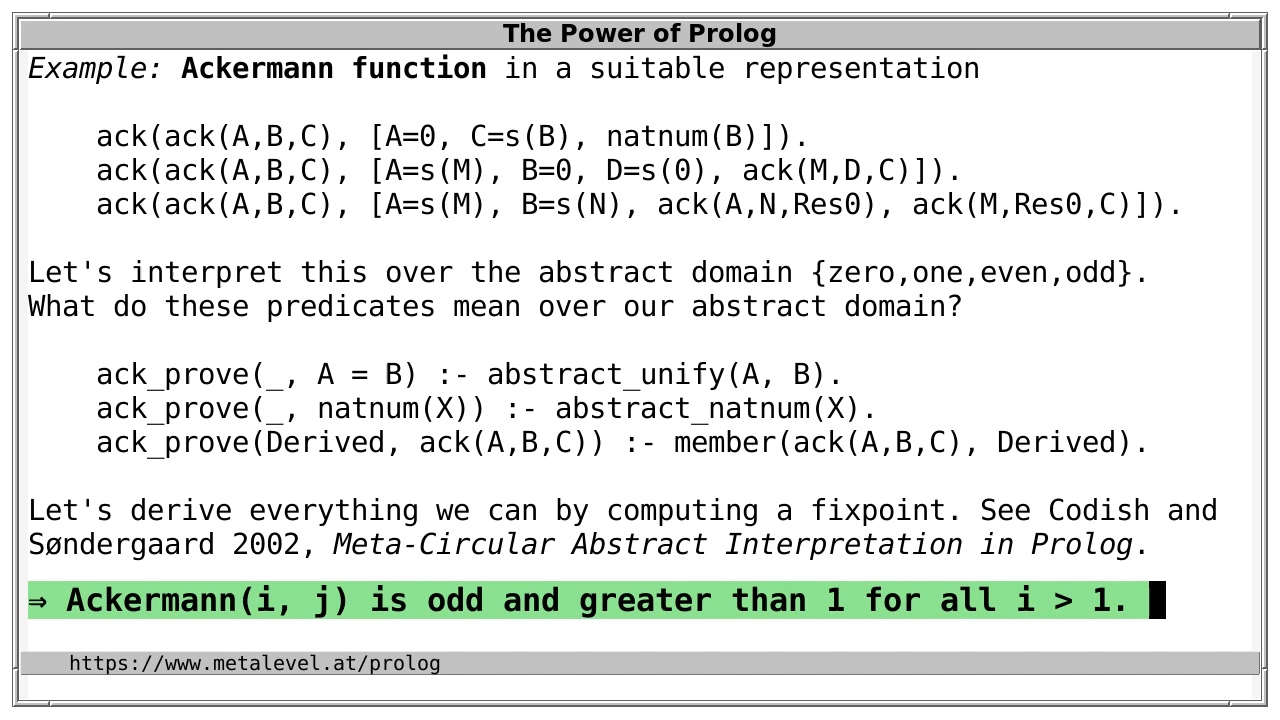 The Power of Prolog
Example: Ackermann function in a suitable representation
ack(ack(A,B,C), [A=0, C=s(B), natnum(B)]).
ack(ack(A,B,C), [A=s(M), B=0, D=s(0), ack(M,D,C)]).
ack(ack(A,B,C), [A=s(M), B=s(N), ack(A,N,Res0), ack(M,Res0,C)]).
Let's interpret this over the abstract domain {zero,one,even,odd}.
What do these predicates mean over our abstract domain?
ack_prove(_, A = B) :- abstract_unify(A, B).
ack_prove(_, natnum(X)) :- abstract_natnum(X).
ack_prove(Derived, ack(A,B,C)) :- member(ack(A,B,C), Derived).
Let's derive everything we can by computing a fixpoint. See Codish and
Søndergaard 2002, Meta-Circular Abstract Interpretation in Prolog.
⇒ Ackermann(i, j) is odd and greater than 1 for all i > 1.
https://www.metalevel.at/prolog